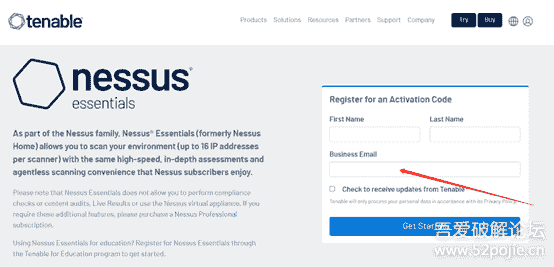 tenable
Products Solutions Resources Partners Support Company Try Buy
nessus
essentials
As part of the Nessus family, Nessus® Essentials (formerly Nessus
Home) allows you to scan your environment (up to 16 IP addresses
per scanner) with the same high-speed, in-depth assessments and
agentless scanning convenience that Nessus subscribers enjoy.
Please note that Nessus Essentials does not allow you to perform compliance
checks or content audits, Live Results or use the Nessus virtual appliance. If you
require these additional features, please purchase a Nessus Professional
subscription.
Using Nessus Essentials for education? Register for Nessus Essentials through
the Tenable for Education program to get started.
Register for an Activation Code
First Name Last Name
Business Email
Check to receive updates from Tenable
Tenable will only process your personal data in accordance with its Privacy Policy.
Get Started
吾爱破解论坛
www.52pojie.cn